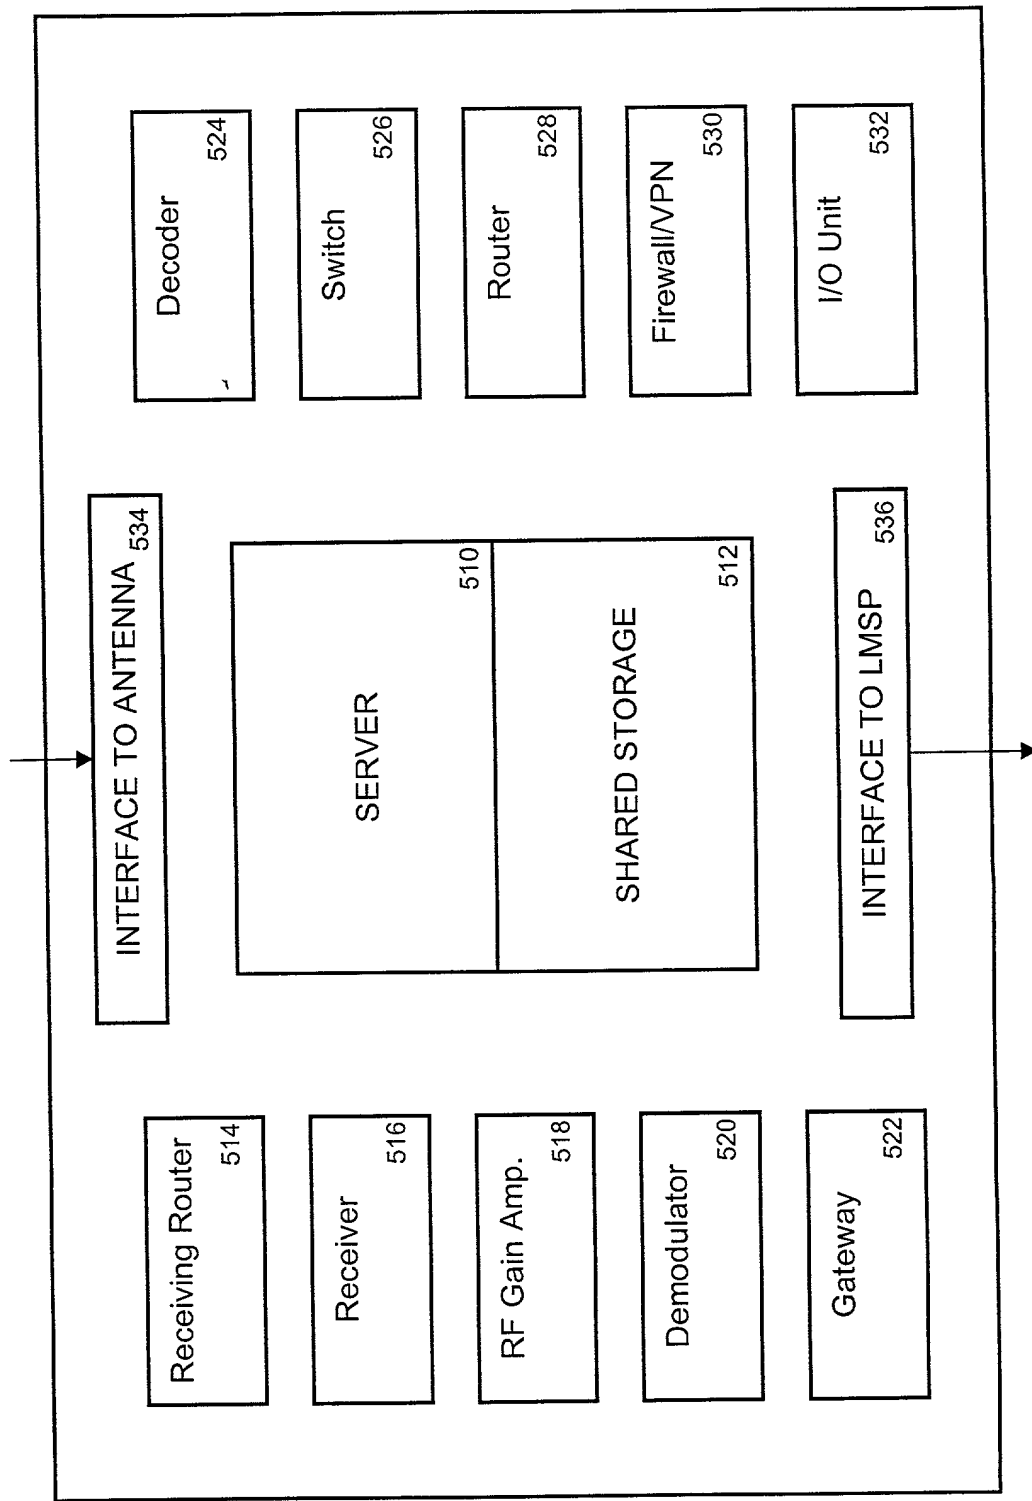 INTERFACE TO ANTENNA
534
Receiving Router
514
Receiver
516
RF Gain Amp.
518
Demodulator
520
Gateway
522
SERVER
510
SHARED STORAGE
512
Decoder
524
Switch
526
Router
528
Firewall/VPN
530
I/O Unit
532
INTERFACE TO LMSP
536